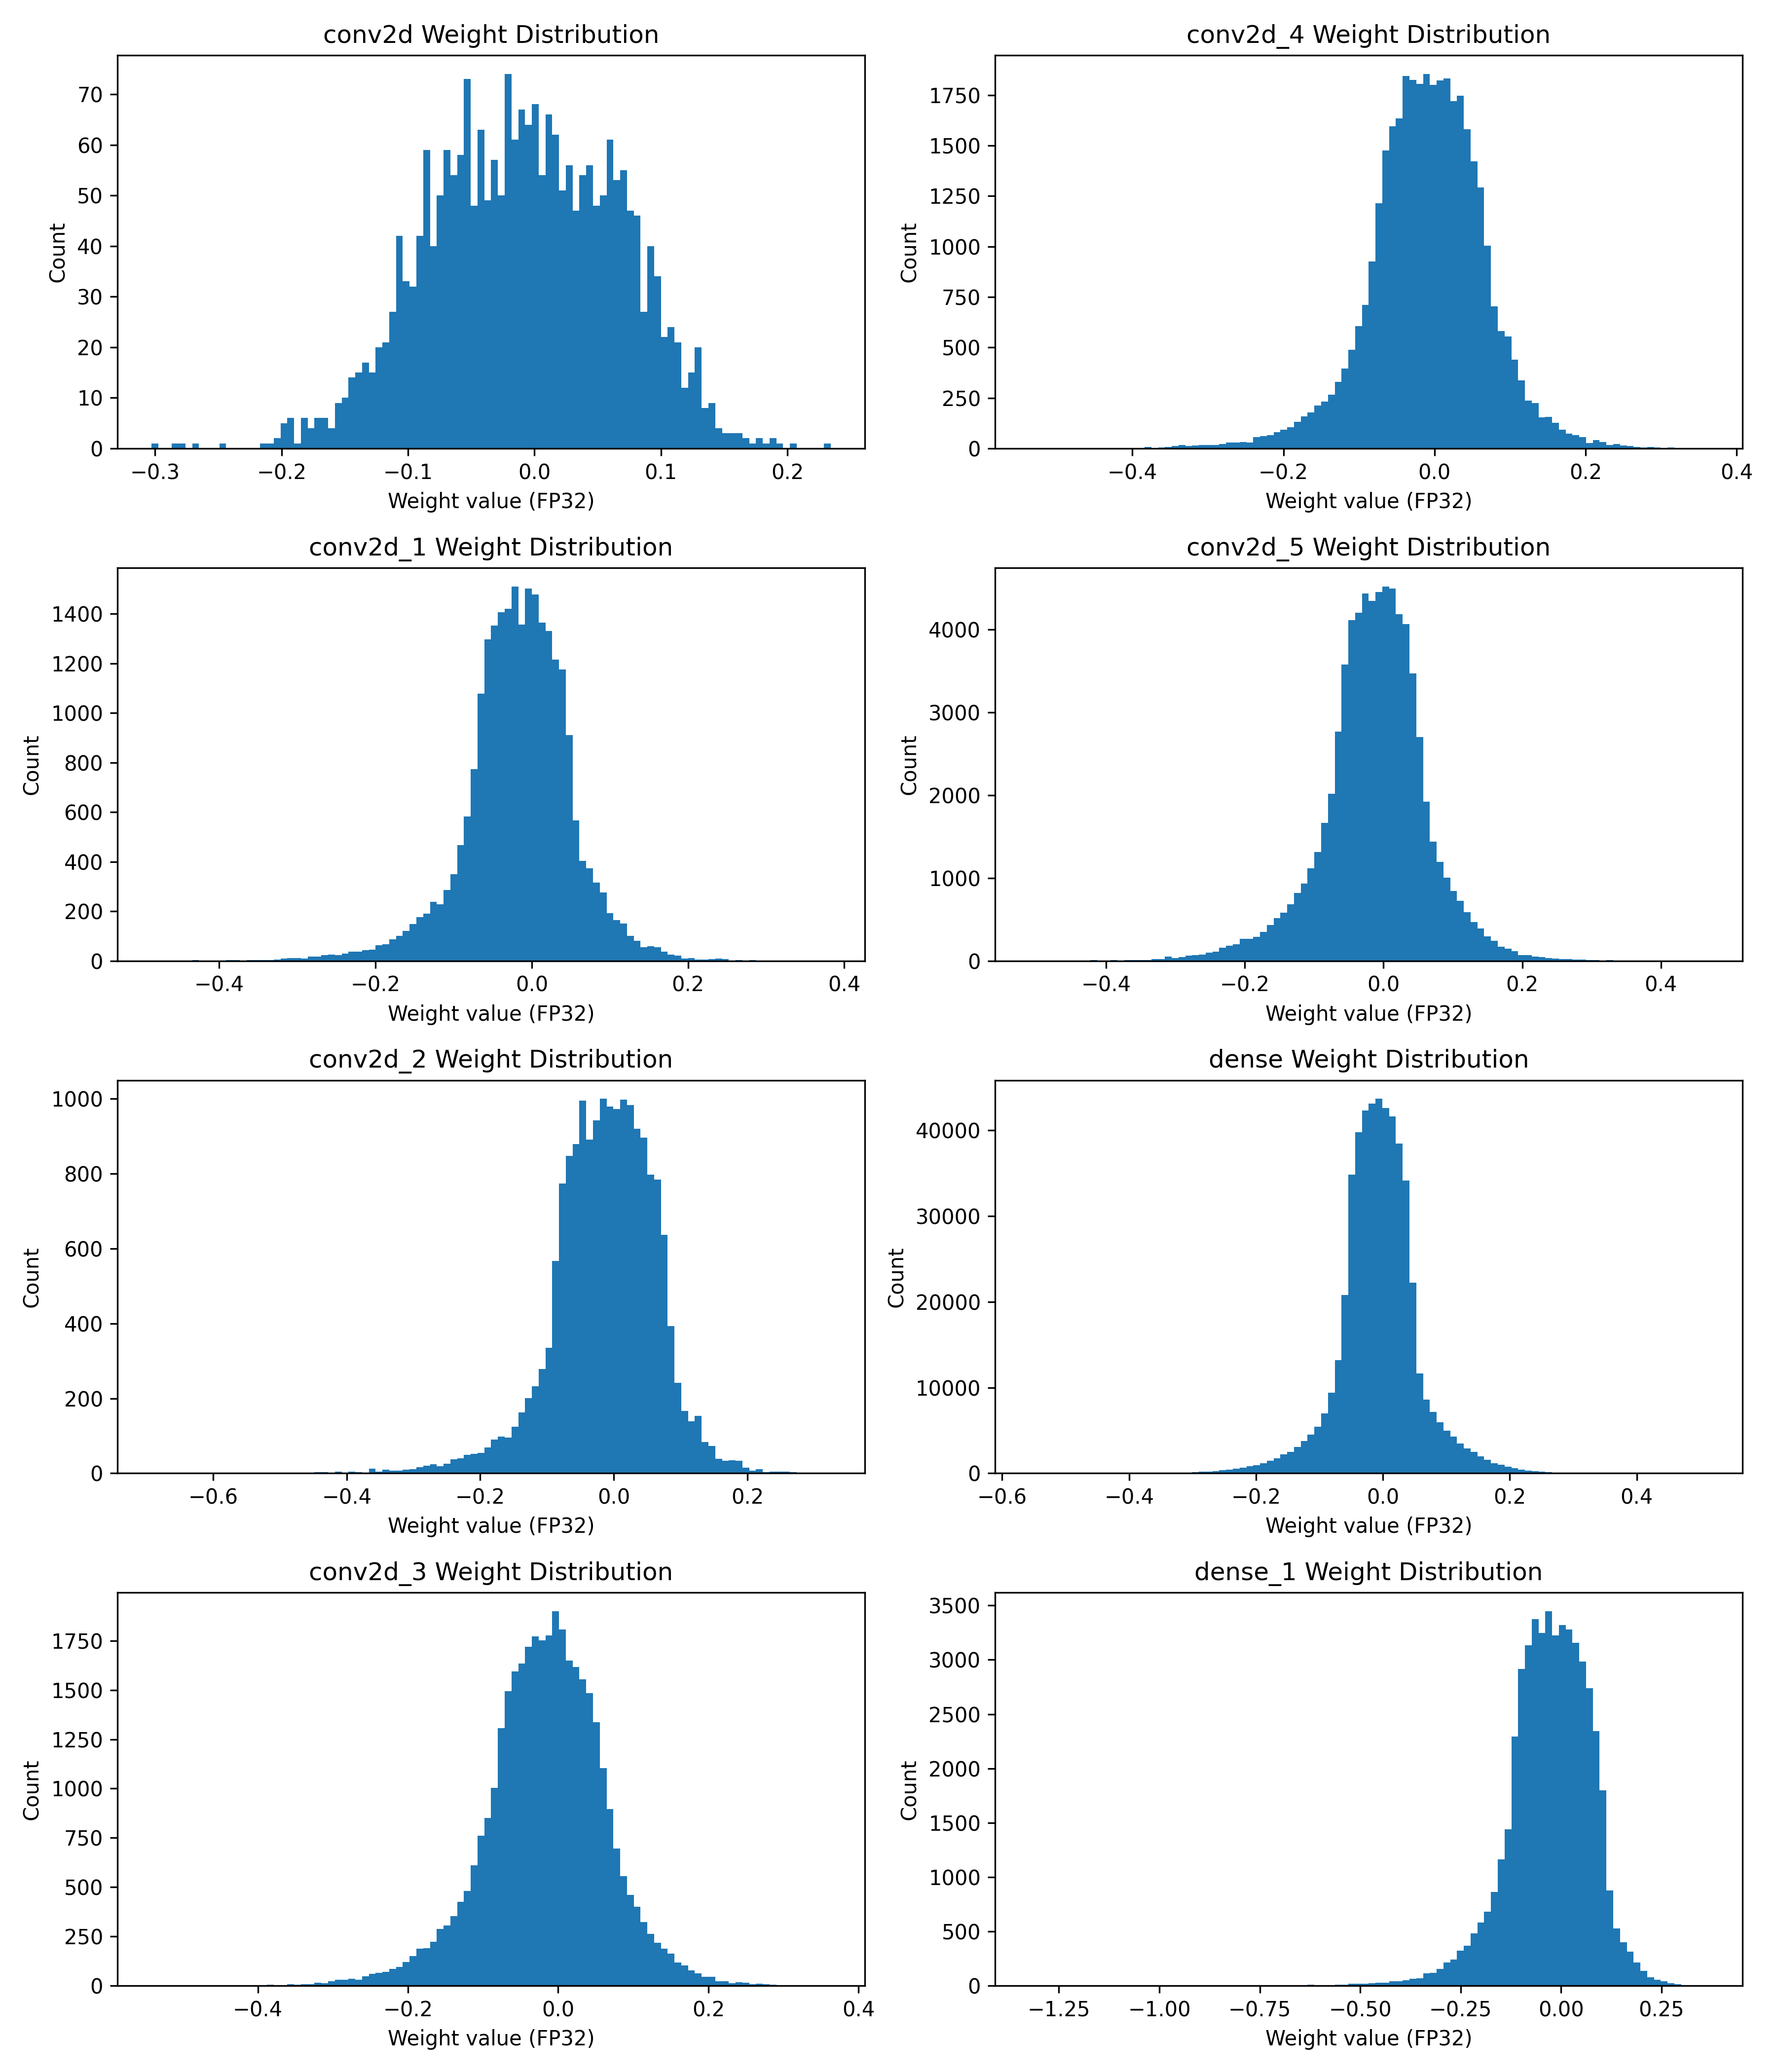 conv2d Weight Distribution
Count
70
60
50
40
30
20
10
0
−0.3 −0.2 −0.1 0.0 0.1 0.2
Weight value (FP32)
conv2d_4 Weight Distribution
Count
1750
1500
1250
1000
750
500
250
0
−0.4 −0.2 0.0 0.2 0.4
Weight value (FP32)
conv2d_1 Weight Distribution
Count
1400
1200
1000
800
600
400
200
0
−0.4 −0.2 0.0 0.2 0.4
Weight value (FP32)
conv2d_5 Weight Distribution
Count
4000
3000
2000
1000
0
−0.4 −0.2 0.0 0.2 0.4
Weight value (FP32)
conv2d_2 Weight Distribution
Count
1000
800
600
400
200
0
−0.6 −0.4 −0.2 0.0 0.2
Weight value (FP32)
dense Weight Distribution
Count
40000
30000
20000
10000
0
−0.6 −0.4 −0.2 0.0 0.2 0.4
Weight value (FP32)
conv2d_3 Weight Distribution
Count
1750
1500
1250
1000
750
500
250
0
−0.4 −0.2 0.0 0.2 0.4
Weight value (FP32)
dense_1 Weight Distribution
Count
3500
3000
2500
2000
1500
1000
500
0
−1.25 −1.00 −0.75 −0.50 −0.25 0.00 0.25
Weight value (FP32)